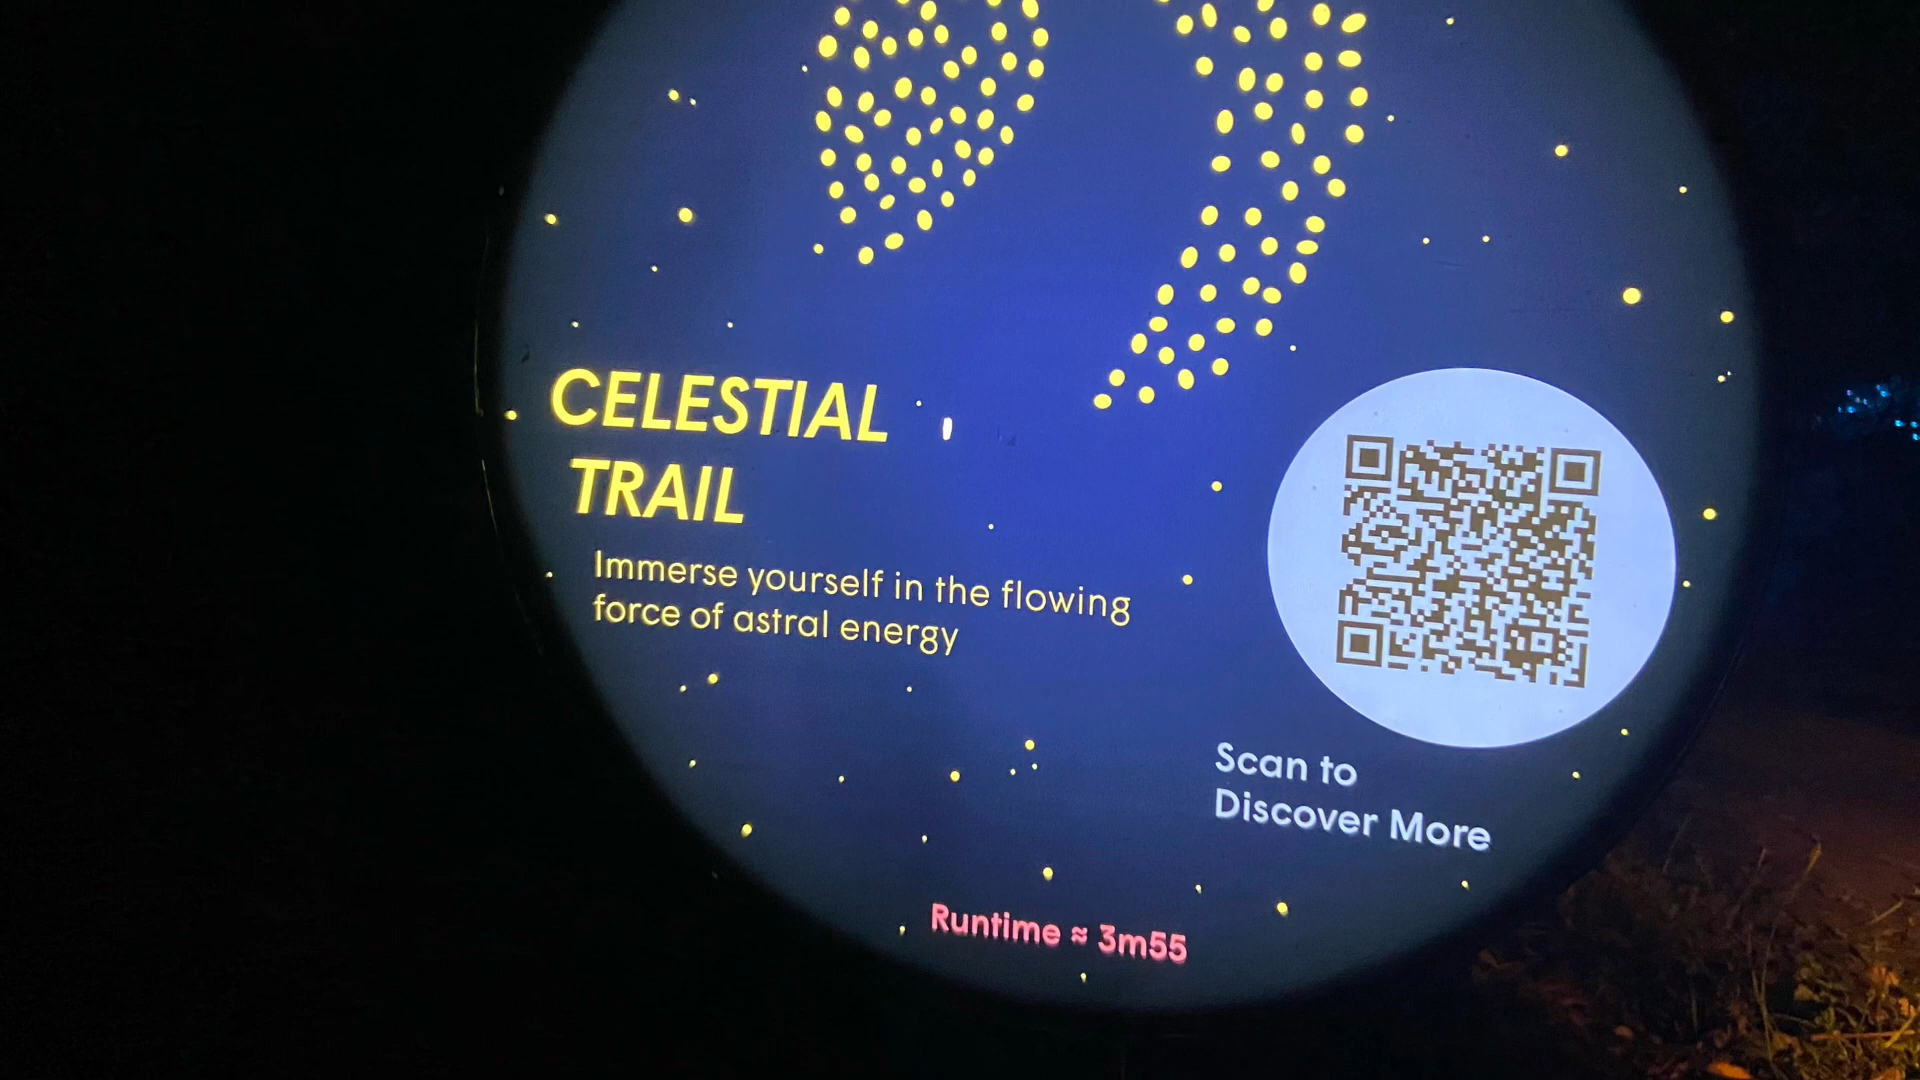 CELESTIAL
TRAIL
Immerse yourself in the flowing
force of astral energy
Scan to
Discover More
Runtime ≈ 3m55